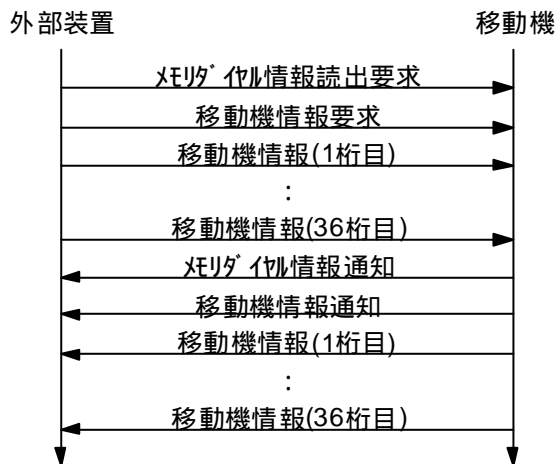 外部装置 移動機
ﾒﾓﾘﾀﾞｲﾔﾙ情報読出要求
移動機情報要求
移動機情報(1桁目)
:
移動機情報(36桁目)
ﾒﾓﾘﾀﾞｲﾔﾙ情報通知
移動機情報通知
移動機情報(1桁目)
:
移動機情報(36桁目)